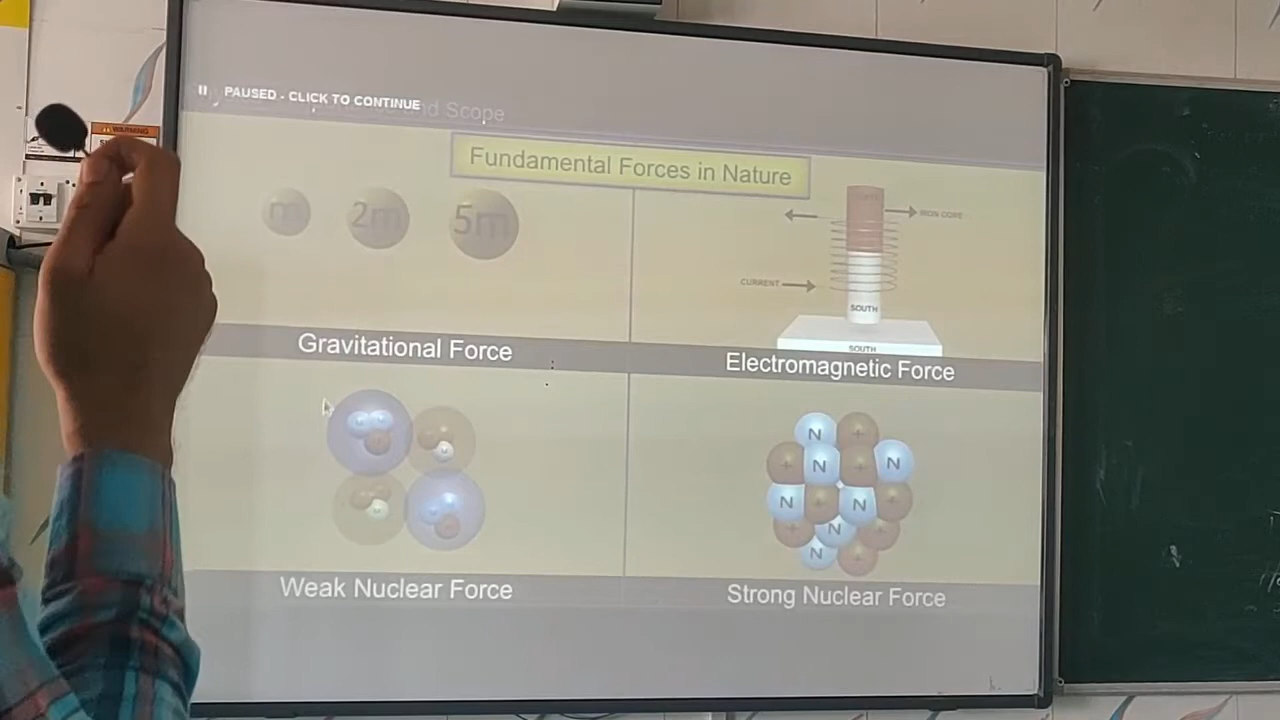 PAUSED - CLICK TO CONTINUE
and Scope
Fundamental Forces in Nature
m 2m 5m
IRON CORE
CURRENT
SOUTH
SOUTH
Gravitational Force
Electromagnetic Force
N +
+ N + N
N + N +
+ N +
N +
Weak Nuclear Force
Strong Nuclear Force
WARNING